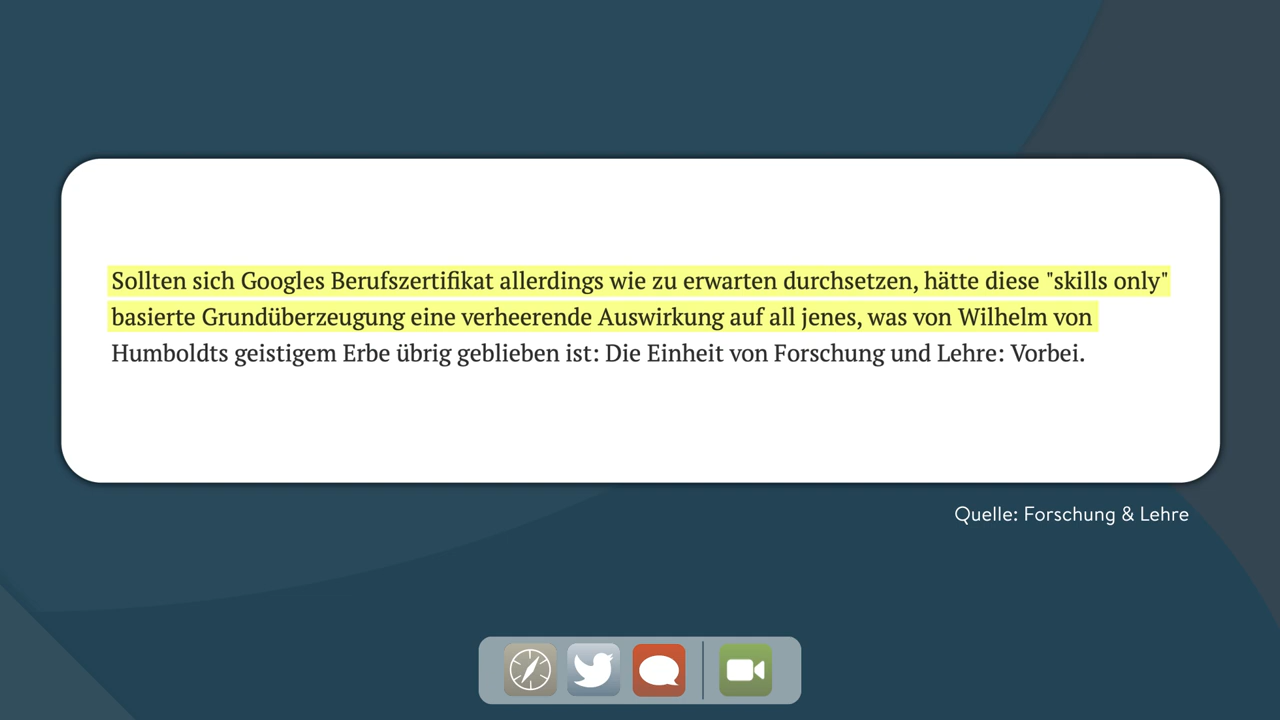 Sollten sich Googles Berufszertifikat allerdings wie zu erwarten durchsetzen, hätte diese "skills only"
basierte Grundüberzeugung eine verheerende Auswirkung auf all jenes, was von Wilhelm von
Humboldts geistigem Erbe übrig geblieben ist: Die Einheit von Forschung und Lehre: Vorbei.
Quelle: Forschung & Lehre